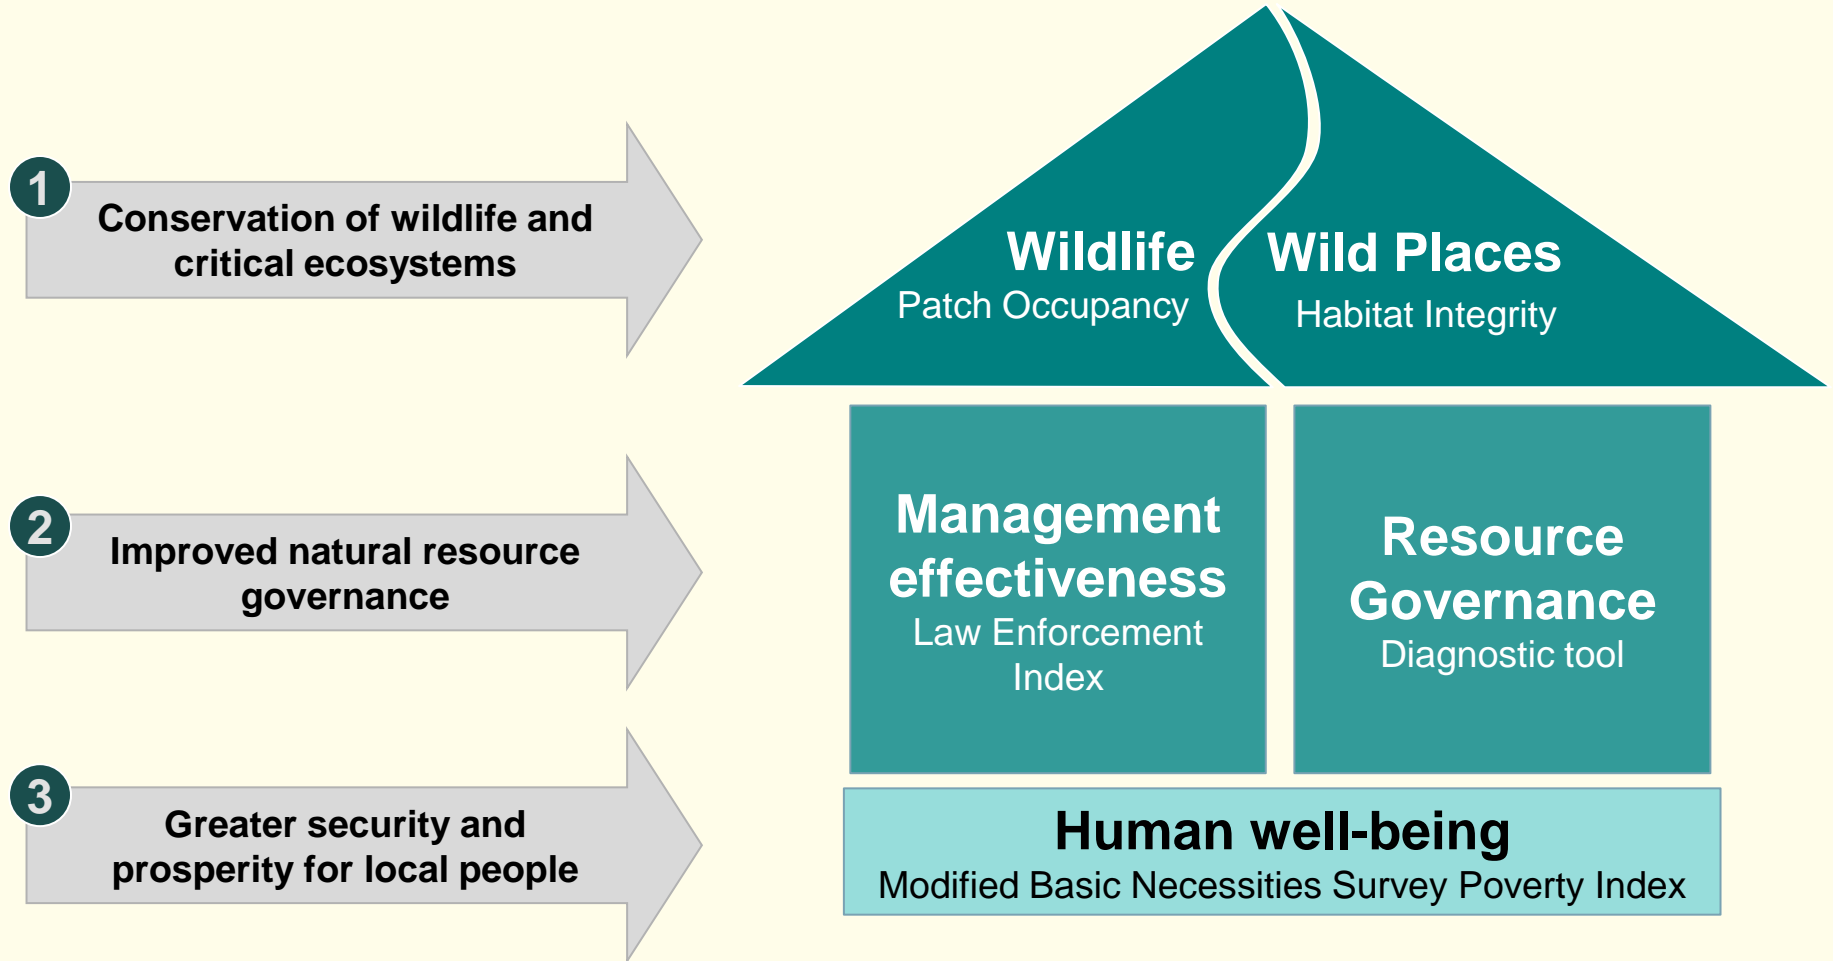 1
Conservation of wildlife and
critical ecosystems
Wildlife
Patch Occupancy
Wild Places
Habitat Integrity
2
Improved natural resource
governance
Management
effectiveness
Law Enforcement
Index
Resource
Governance
Diagnostic tool
3
Greater security and
prosperity for local people
Human well-being
Modified Basic Necessities Survey Poverty Index